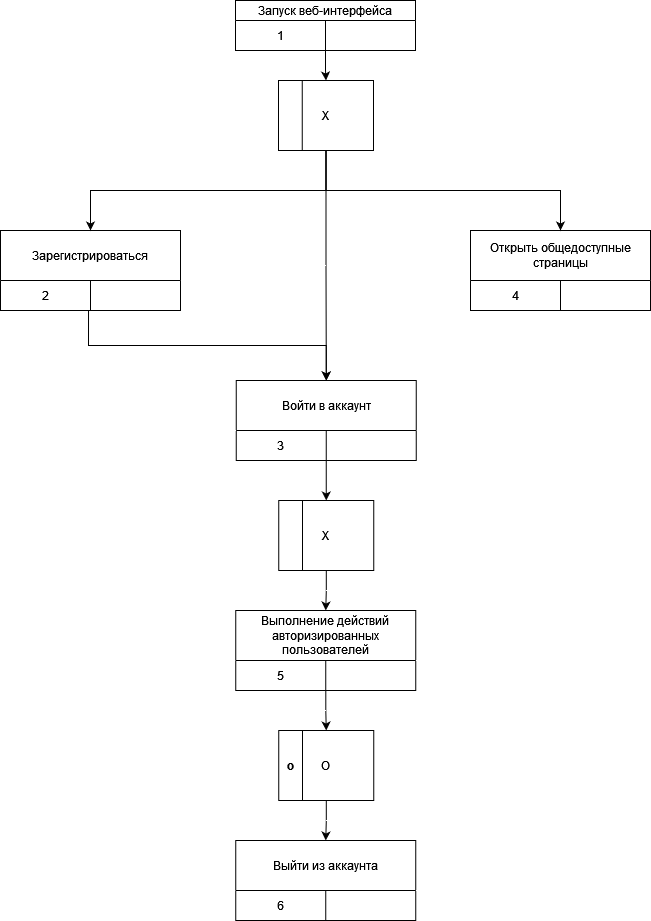 Запуск веб-интерфейса
1
X
Зарегистрироваться
2
Открыть общедоступные
страницы
4
Войти в аккаунт
3
X
Выполнение действий
авторизированных
пользователей
5
о
О
Выйти из аккаунта
6